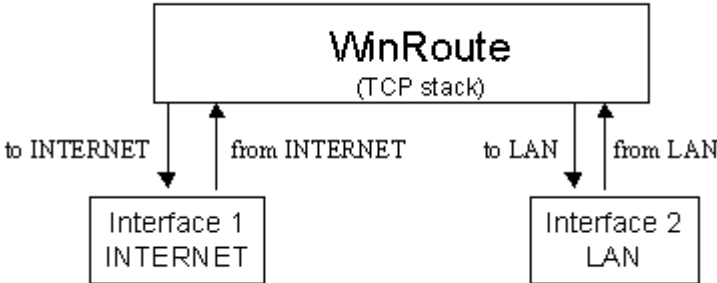 WinRoute
(TCP stack)
to INTERNET from INTERNET to LAN from LAN
Interface 1 Interface 2
INTERNET LAN